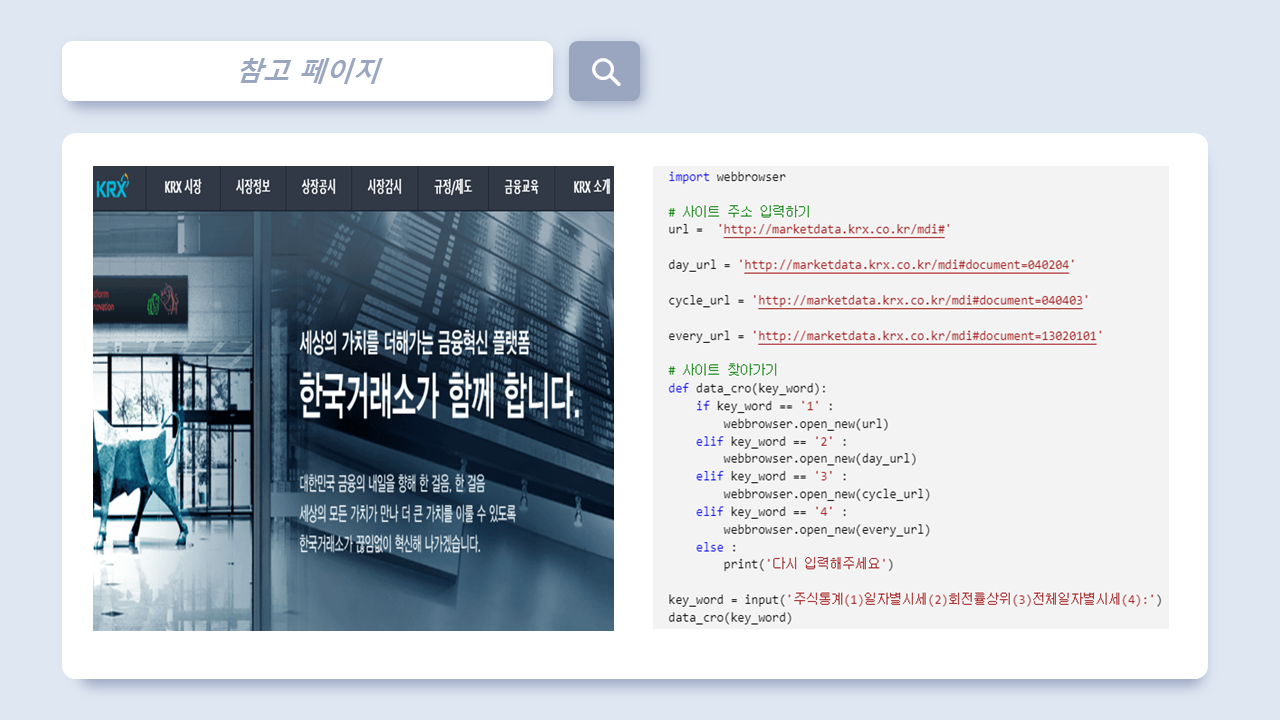 참고 페이지
KRX KRX 시장 시장정보 상장공시 시장감시 규정/제도 금융교육 KRX 소개
세상의 가치를 더해가는 금융혁신 플랫폼
한국거래소가 함께 합니다.
대한민국 금융의 내일을 향해 한 걸음, 한 걸음
세상의 모든 가치가 만나 더 큰 가치를 이룰 수 있도록
한국거래소가 끊임없이 혁신해 나가겠습니다.
import webbrowser
# 사이트 주소 입력하기
url =  'http://marketdata.krx.co.kr/mdi#'
day_url = 'http://marketdata.krx.co.kr/mdi#document=040204'
cycle_url = 'http://marketdata.krx.co.kr/mdi#document=040403'
every_url = 'http://marketdata.krx.co.kr/mdi#document=13020101'
# 사이트 찾아가기
def data_cro(key_word):
    if key_word == '1' :
        webbrowser.open_new(url)
    elif key_word == '2' :
        webbrowser.open_new(day_url)
    elif key_word == '3' :
        webbrowser.open_new(cycle_url)
    elif key_word == '4' :
        webbrowser.open_new(every_url)
    else :
        print('다시 입력해주세요')
key_word = input('주식통계(1)일자별시세(2)회전률상위(3)전체일자별시세(4):')
data_cro(key_word)